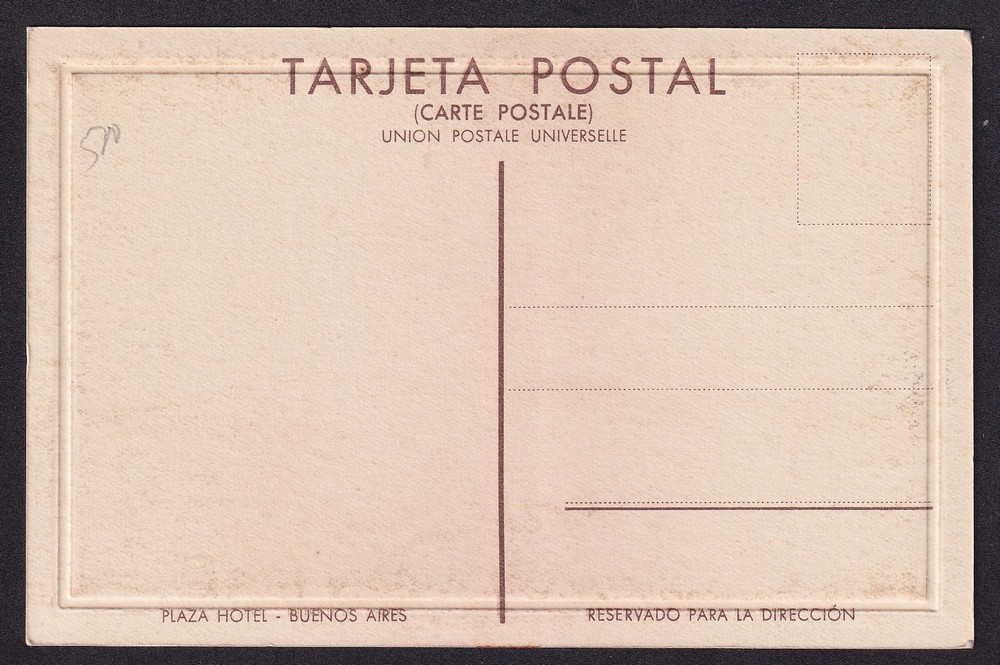 TARJETA POSTAL
(CARTE POSTALE)
UNION POSTALE UNIVERSELLE
PLAZA HOTEL - BUENOS AIRES
RESERVADO PARA LA DIRECCIÓN